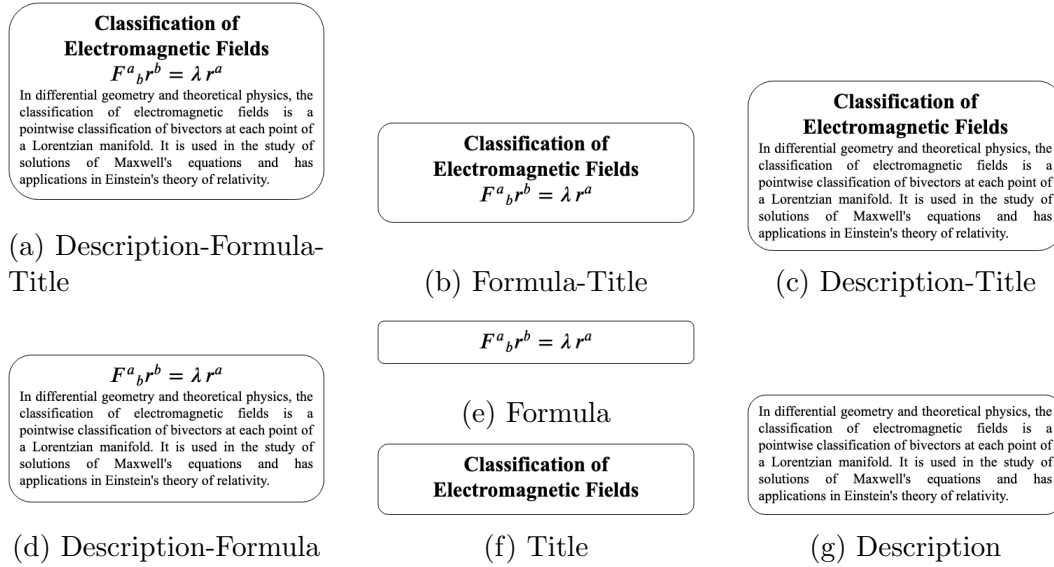 Classification of
Electromagnetic Fields
F^a_b r^b = λ r^a
In differential geometry and theoretical physics, the
classification of electromagnetic fields is a
pointwise classification of bivectors at each point of
a Lorentzian manifold. It is used in the study of
solutions of Maxwell's equations and has
applications in Einstein's theory of relativity.
(a) Description-Formula-
Title
Classification of
Electromagnetic Fields
F^a_b r^b = λ r^a
(b) Formula-Title
Classification of
Electromagnetic Fields
In differential geometry and theoretical physics, the
classification of electromagnetic fields is a
pointwise classification of bivectors at each point of
a Lorentzian manifold. It is used in the study of
solutions of Maxwell's equations and has
applications in Einstein's theory of relativity.
(c) Description-Title
F^a_b r^b = λ r^a
In differential geometry and theoretical physics, the
classification of electromagnetic fields is a
pointwise classification of bivectors at each point of
a Lorentzian manifold. It is used in the study of
solutions of Maxwell's equations and has
applications in Einstein's theory of relativity.
(d) Description-Formula
F^a_b r^b = λ r^a
(e) Formula
Classification of
Electromagnetic Fields
(f) Title
In differential geometry and theoretical physics, the
classification of electromagnetic fields is a
pointwise classification of bivectors at each point of
a Lorentzian manifold. It is used in the study of
solutions of Maxwell's equations and has
applications in Einstein's theory of relativity.
(g) Description